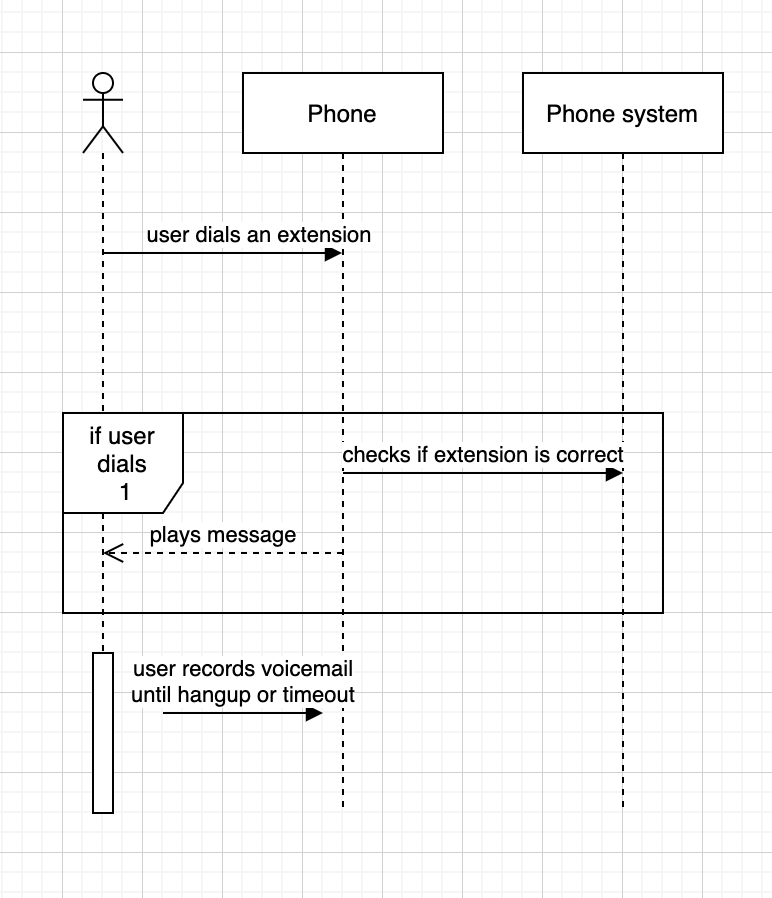 Phone
Phone system
user dials an extension
if user
dials
1
checks if extension is correct
plays message
user records voicemail
until hangup or timeout